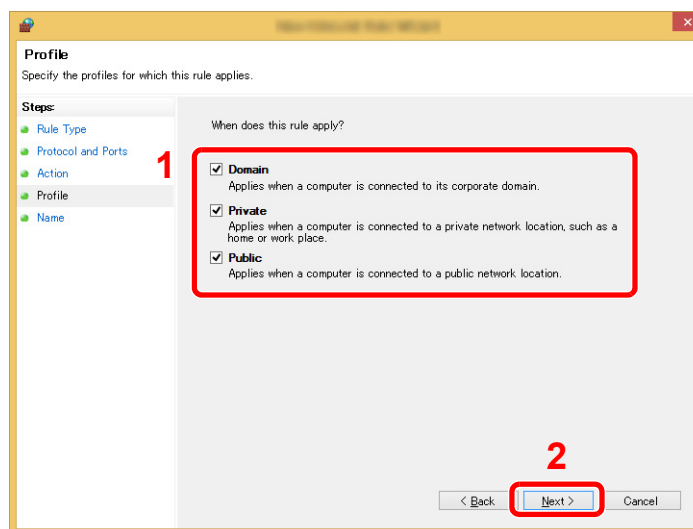 Profile
Specify the profiles for which this rule applies.
Steps:
Rule Type
Protocol and Ports
Action
Profile
Name
When does this rule apply?
1
Domain
Applies when a computer is connected to its corporate domain.
Private
Applies when a computer is connected to a private network location, such as a
home or work place.
Public
Applies when a computer is connected to a public network location.
2
< Back
Next >
Cancel